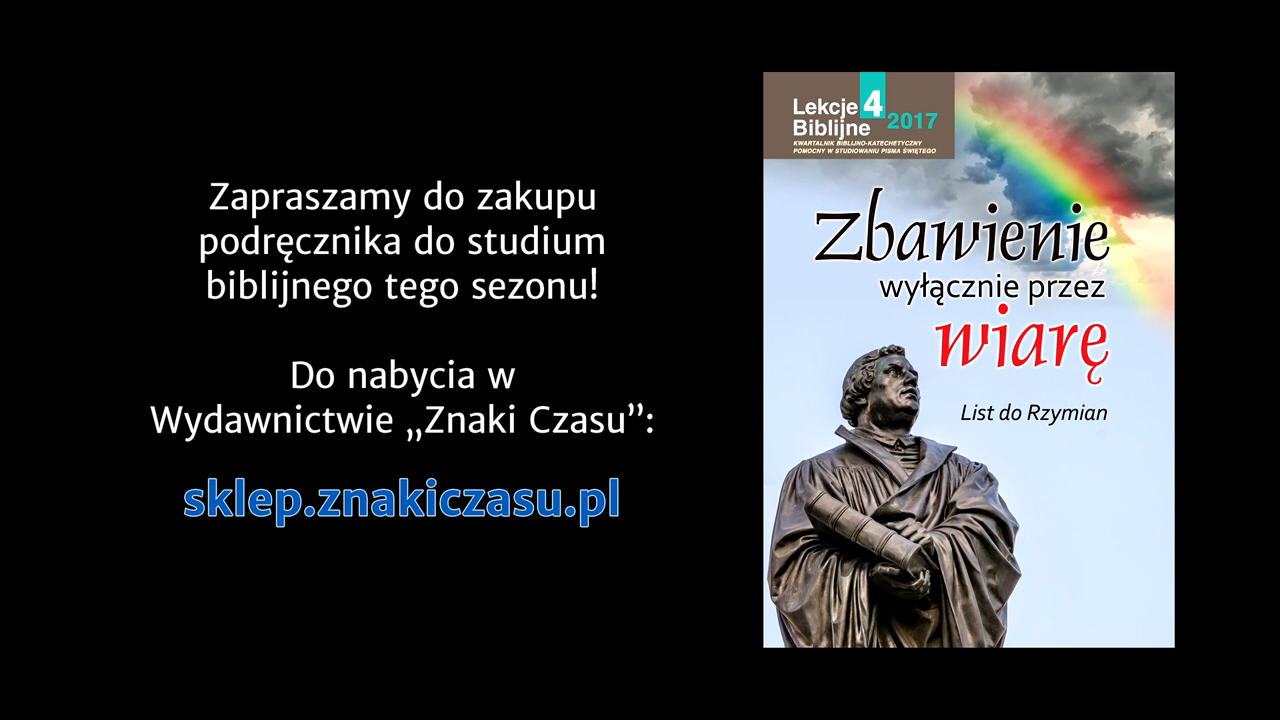 Zapraszamy do zakupu
podręcznika do studium
biblijnego tego sezonu!
Do nabycia w
Wydawnictwie „Znaki Czasu”:
sklep.znakiczasu.pl
Lekcje 4
Biblijne 2017
KWARTALNIK BIBLIJNO-KATECHETYCZNY
POMOCNY W STUDIOWANIU PISMA ŚWIĘTEGO
Zbawienie
wyłącznie przez
wiarę
List do Rzymian